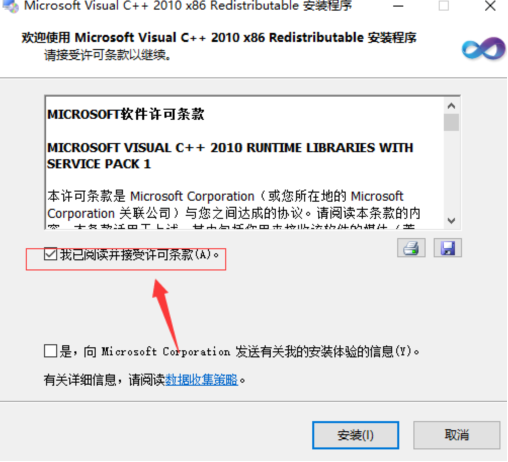 Microsoft Visual C++ 2010 x86 Redistributable 安装程序
欢迎使用 Microsoft Visual C++ 2010 x86 Redistributable 安装程序
请接受许可条款以继续。
MICROSOFT软件许可条款
MICROSOFT VISUAL C++ 2010 RUNTIME LIBRARIES WITH
SERVICE PACK 1
本许可条款是 Microsoft Corporation（或您所在地的 Microsoft
Corporation 关联公司）与您之间达成的协议。请阅读本条款的内
我已阅读并接受许可条款(A)。
是，向 Microsoft Corporation 发送有关我的安装体验的信息(Y)。
有关详细信息，请阅读数据收集策略。
安装(I)
取消